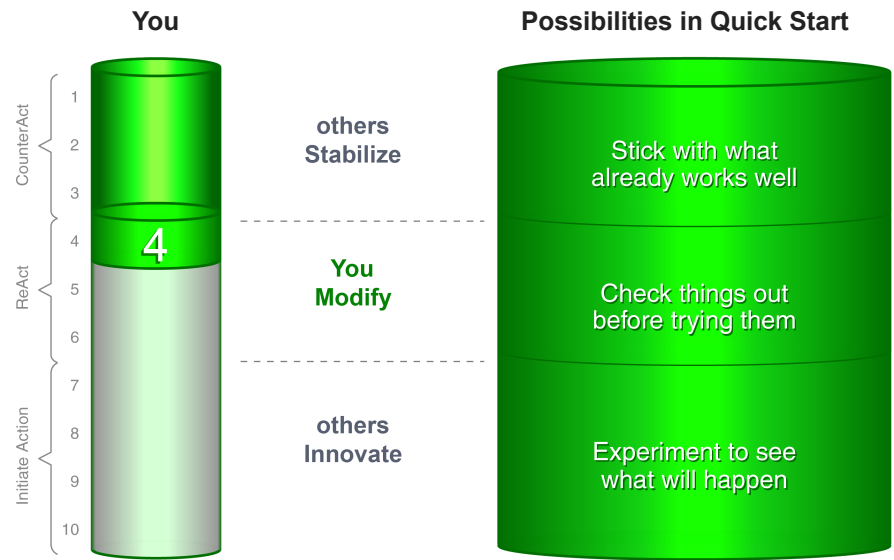 You
Possibilities in Quick Start
CounterAct
1
2
3
others
Stabilize
Stick with what
already works well
ReAct
4
4
5
6
You
Modify
Check things out
before trying them
Initiate Action
7
8
9
10
others
Innovate
Experiment to see
what will happen